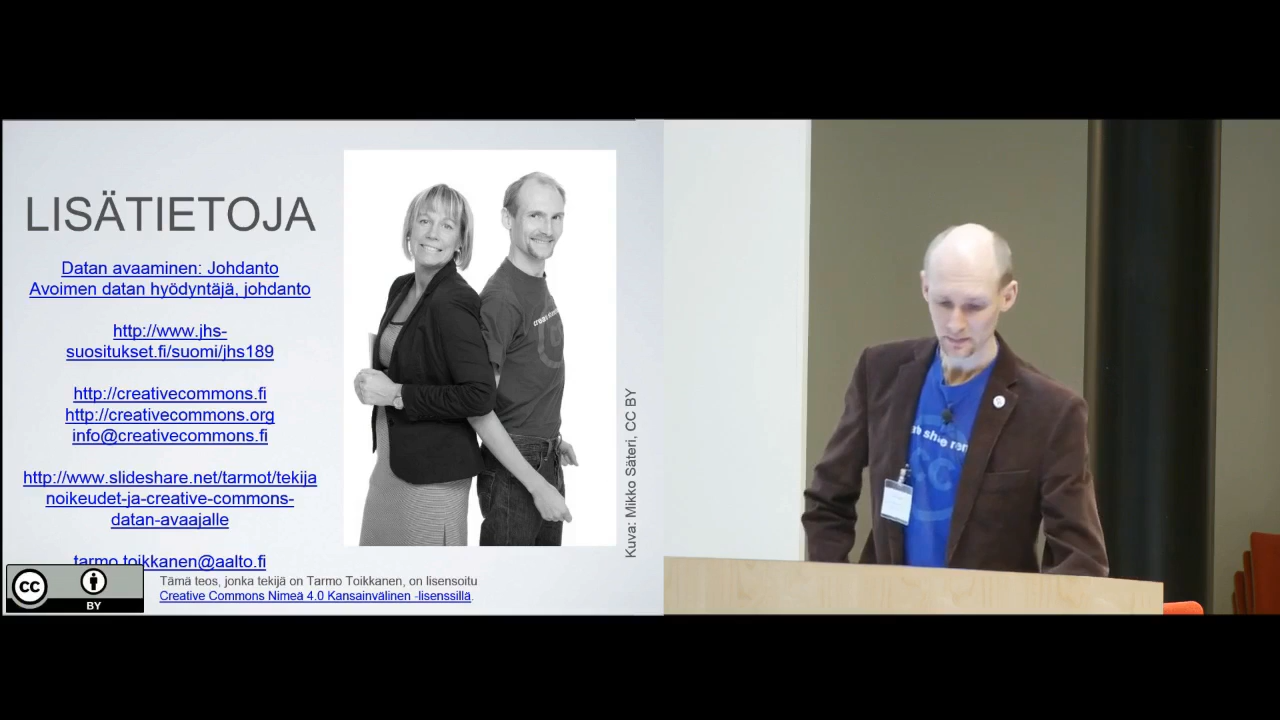 LISÄTIETOJA
Datan avaaminen: Johdanto
Avoimen datan hyödyntäjä, johdanto
http://www.jhs-
suositukset.fi/suomi/jhs189
http://creativecommons.fi
http://creativecommons.org
info@creativecommons.fi
http://www.slideshare.net/tarmot/tekija
noikeudet-ja-creative-commons-
datan-avaajalle
tarmo.toikkanen@aalto.fi
Kuva: Mikko Säteri, CC BY
cc
BY
Tämä teos, jonka tekijä on Tarmo Toikkanen, on lisensoitu
Creative Commons Nimeä 4.0 Kansainvälinen -lisenssillä.